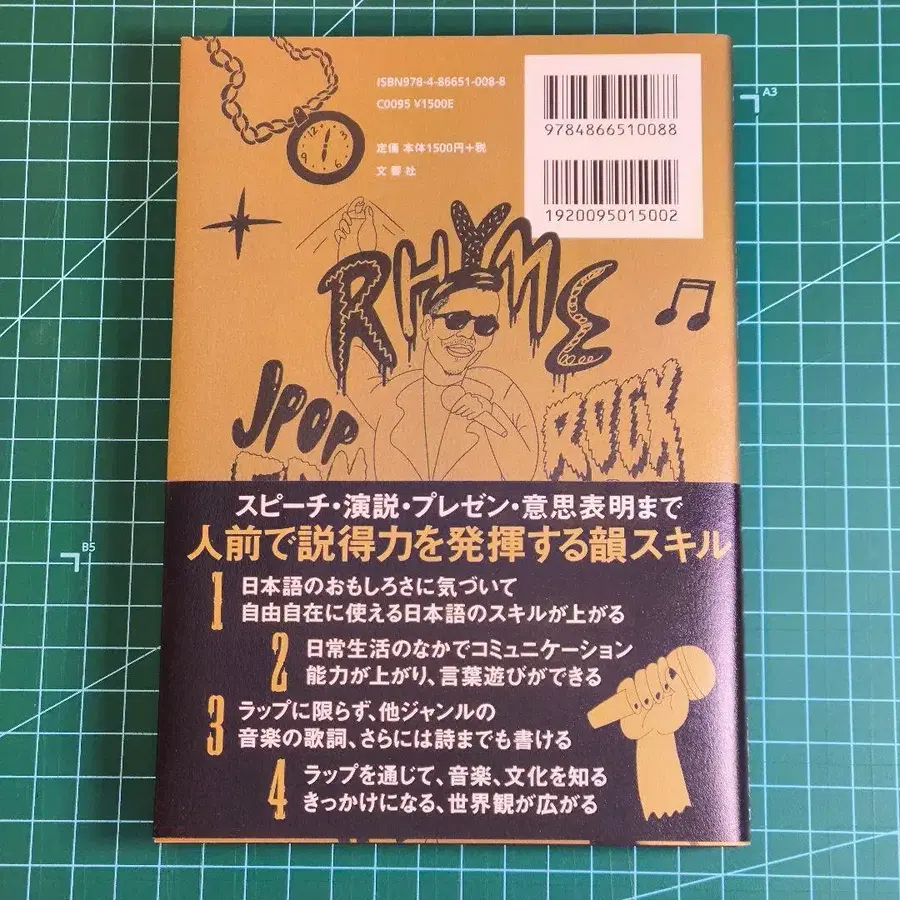 ISBN978-4-86651-008-8
C0095 ¥1500E
定価 本体1500円+税
文響社
9784866510088
1920095015002
A3
12
6
RHYME
JPOP
ROCK
B5
スピーチ・演説・プレゼン・意思表明まで
人前で説得力を発揮する韻スキル
1 日本語のおもしろさに気づいて
自由自在に使える日本語のスキルが上がる
2 日常生活のなかでコミュニケーション
能力が上がり、言葉遊びができる
3 ラップに限らず、他ジャンルの
音楽の歌詞、さらには詩までも書ける
4 ラップを通じて、音楽、文化を知る
きっかけになる、世界観が広がる